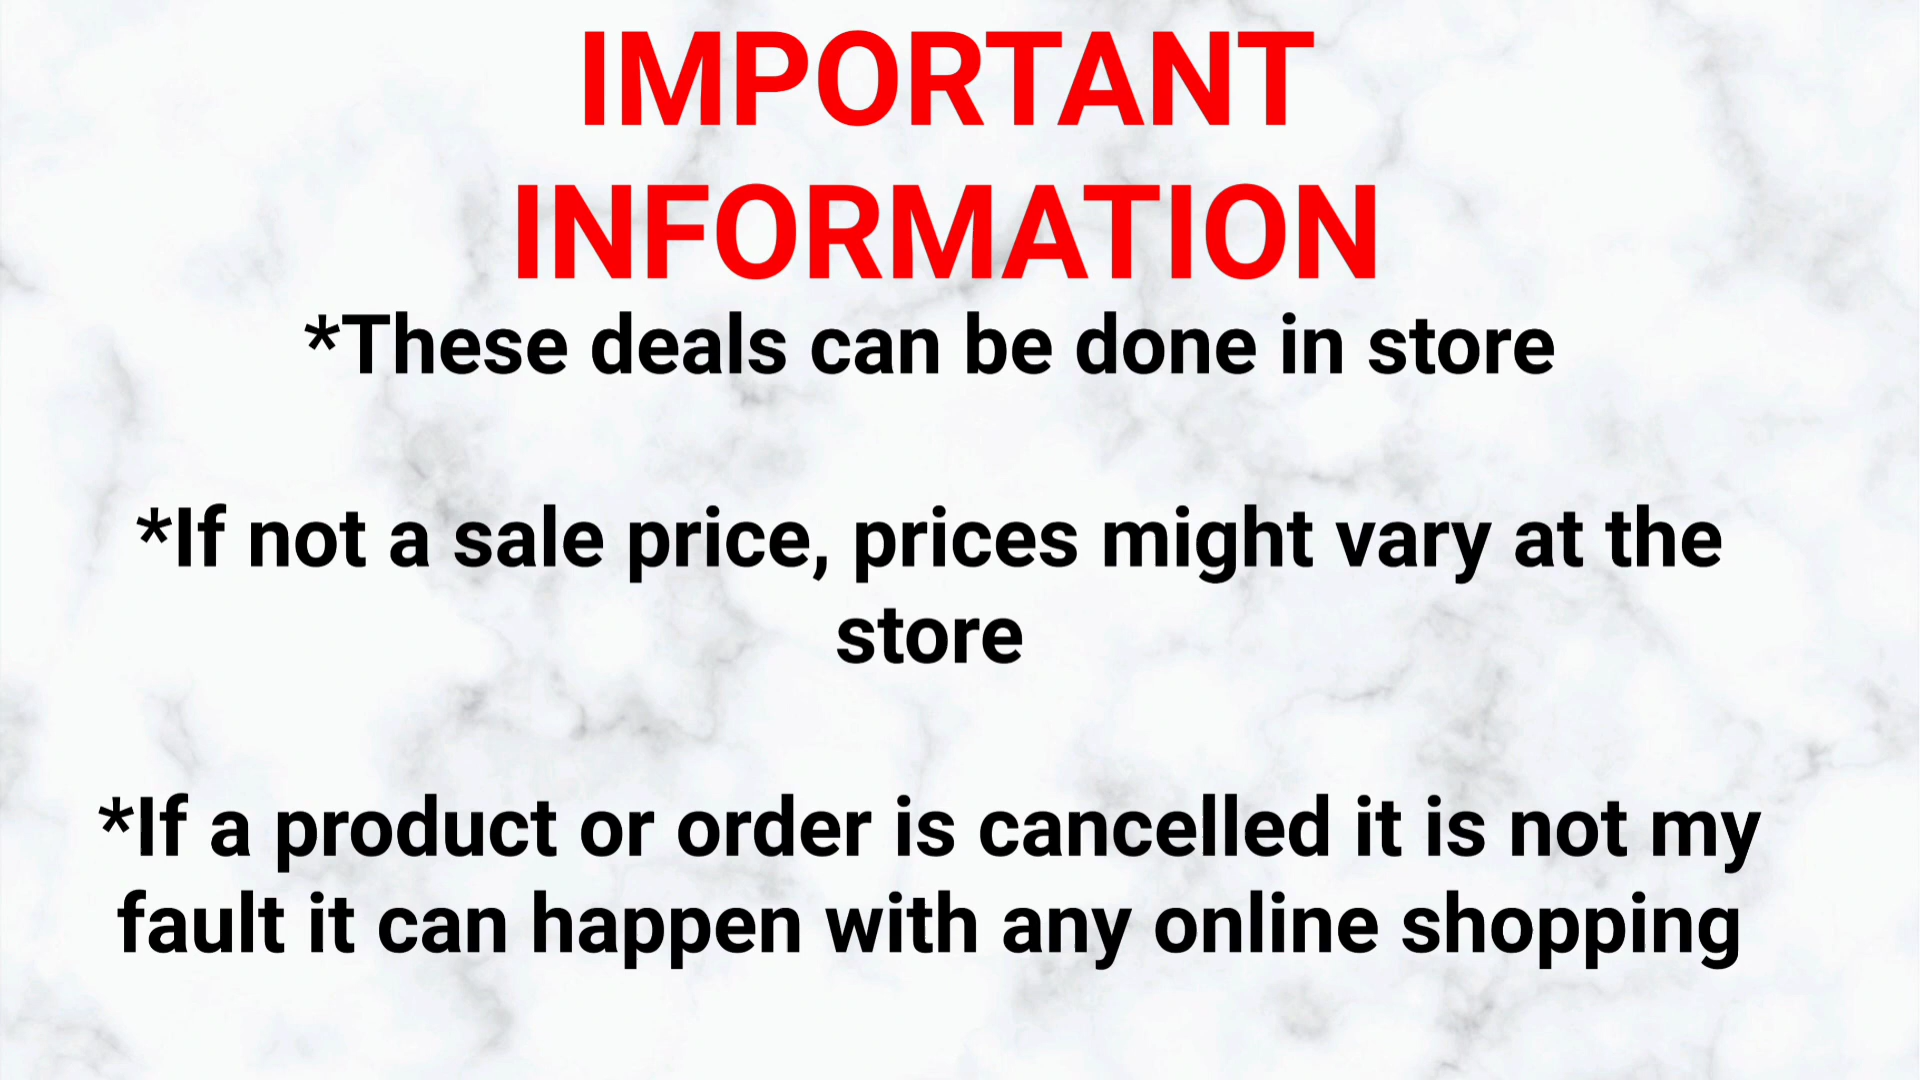 IMPORTANT
INFORMATION
*These deals can be done in store
*If not a sale price, prices might vary at the
store
*If a product or order is cancelled it is not my
fault it can happen with any online shopping